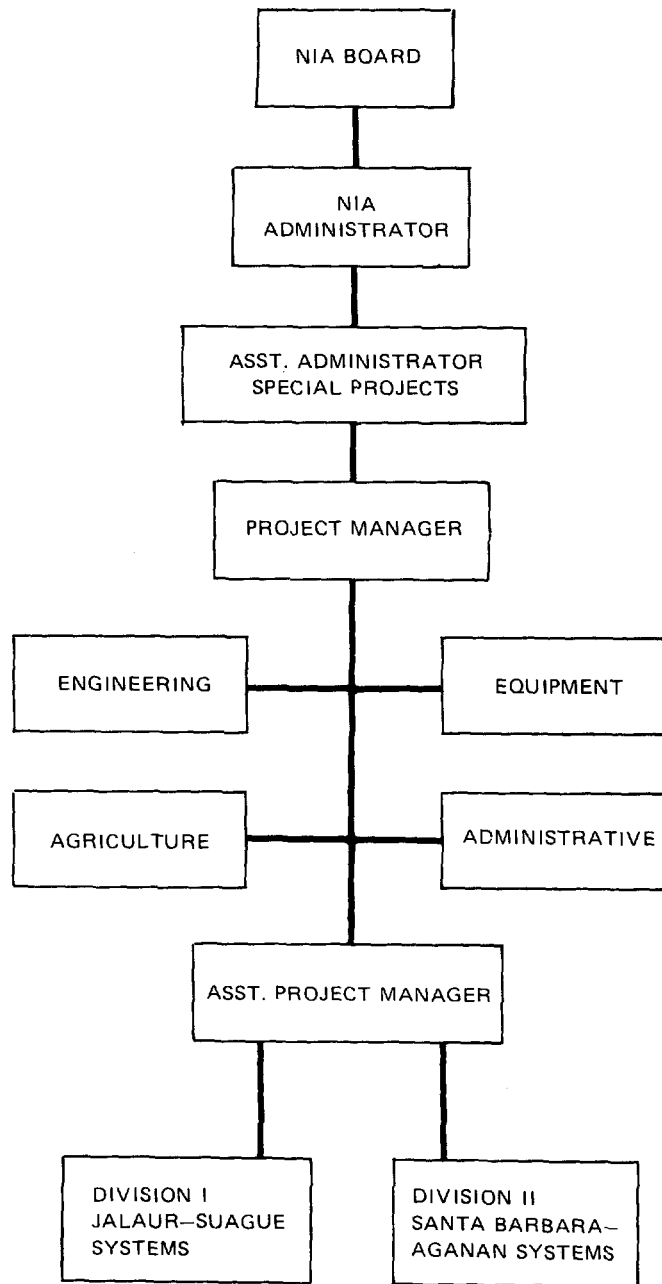 NIA BOARD
NIA
ADMINISTRATOR
ASST. ADMINISTRATOR
SPECIAL PROJECTS
PROJECT MANAGER
ENGINEERING
EQUIPMENT
AGRICULTURE
ADMINISTRATIVE
ASST. PROJECT MANAGER
DIVISION I
JALAUR–SUAGUE
SYSTEMS
DIVISION II
SANTA BARBARA–
AGANAN SYSTEMS